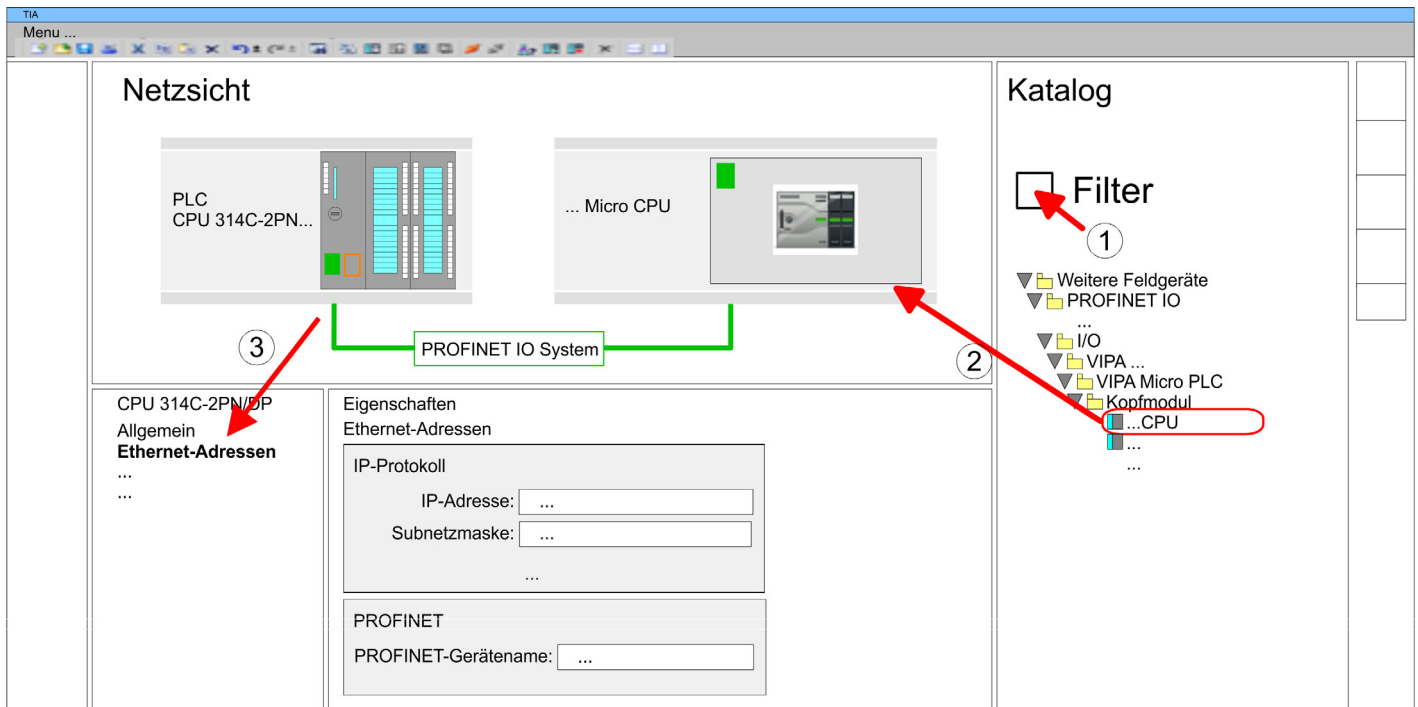 TIA
Menu ...
Netzsicht
PLC
CPU 314C-2PN...
... Micro CPU
PROFINET IO System
3
2
Katalog
Filter
1
Weitere Feldgeräte
PROFINET IO
...
I/O
VIPA ...
VIPA Micro PLC
Kopfmodul
...CPU
...
...
CPU 314C-2PN/DP
Allgemein
Ethernet-Adressen
...
...
Eigenschaften
Ethernet-Adressen
IP-Protokoll
IP-Adresse: ...
Subnetzmaske: ...
...
PROFINET
PROFINET-Gerätename: ...